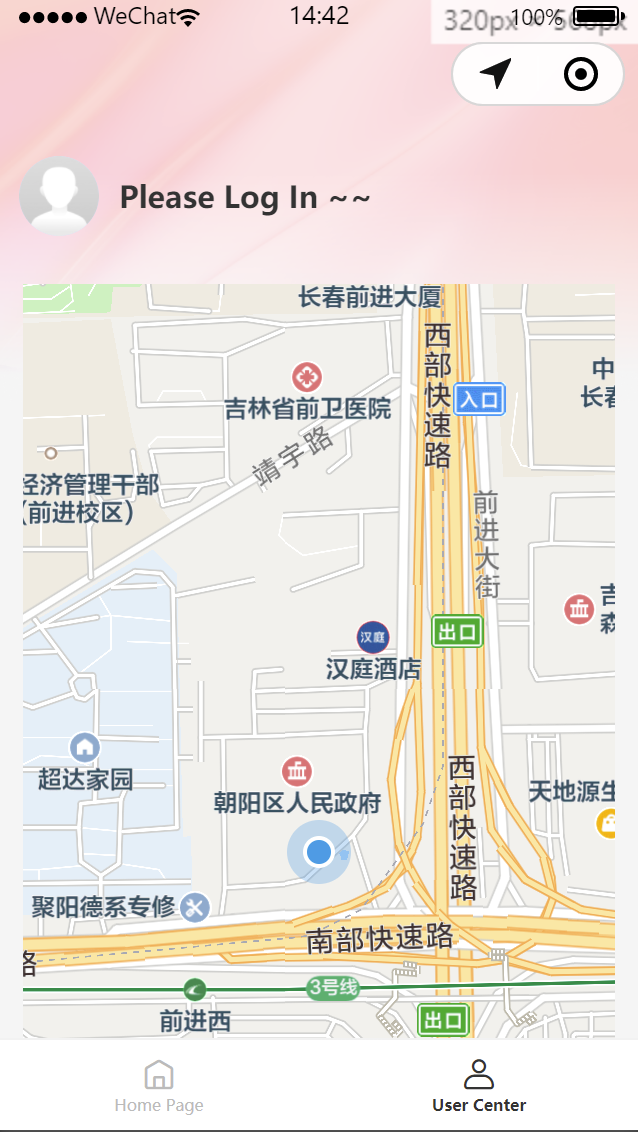 WeChat
14:42
100%
Please Log In ~~
长春前进大厦
西部快速路
吉林省前卫医院
入口
中
靖宇路
经济管理干部
(前进校区)
前进大街
出口
汉庭
汉庭酒店
超达家园
朝阳区人民政府
西部快速路
天地源生
聚阳德系专修
南部快速路
路
3号线
前进西
出口
Home Page
User Center